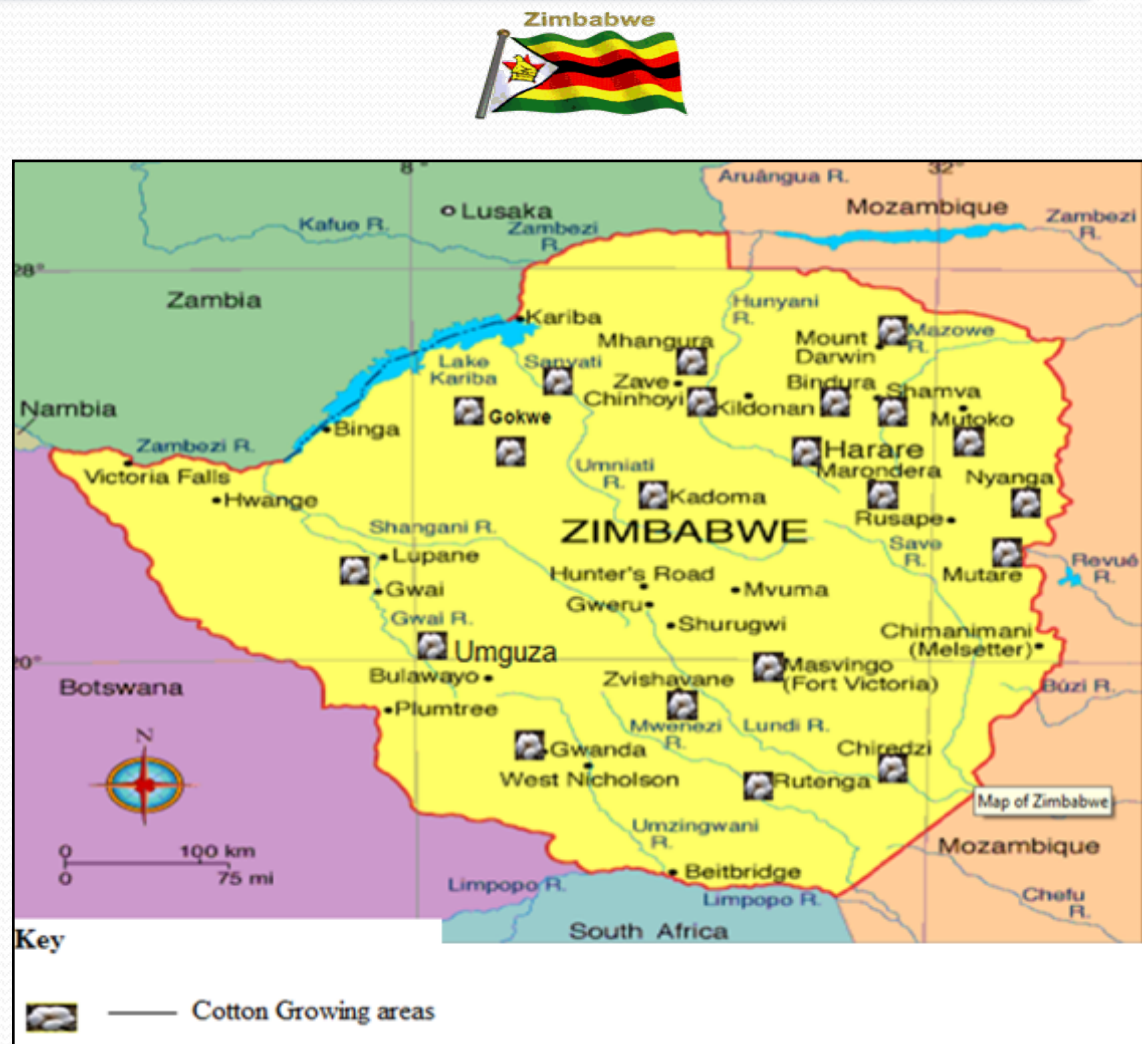 Zimbabwe
8°
32°
Aruângua R.
Lusaka
Mozambique
Kafue R.
Zambezi
R.
Zambezi
R.
28°
Zambia
Hunyani
R.
Kariba
Mhangura
Mount
Darwin
Mazowe
R.
Lake
Kariba
Sanyati
Zave
Bindura
Shamva
Chinhoyi
Kildonan
Nambia
Gokwe
Mutoko
Binga
Zambezi R.
Harare
Umniati
R.
Marondera
Victoria Falls
Nyanga
Hwange
Kadoma
Rusape
Shangani R.
ZIMBABWE
Save
R.
Lupane
Revué
R.
Hunter's Road
Mutare
Gwai
Mvuma
Gweru
Gwai R.
Shurugwi
Chimanimani
(Melsetter)
Umguza
20°
Masvingo
(Fort Victoria)
Bulawayo
Zvishavane
Botswana
Búzi R.
Plumtree
Mwenezi
R.
Lundi R.
N
Gwanda
Chiredzi
West Nicholson
Rutenga
Map of Zimbabwe
Umzingwani
R.
Mozambique
0 100 km
0 75 mi
Beitbridge
Limpopo R.
Limpopo R.
Chefu
R.
South Africa
Key
Cotton Growing areas